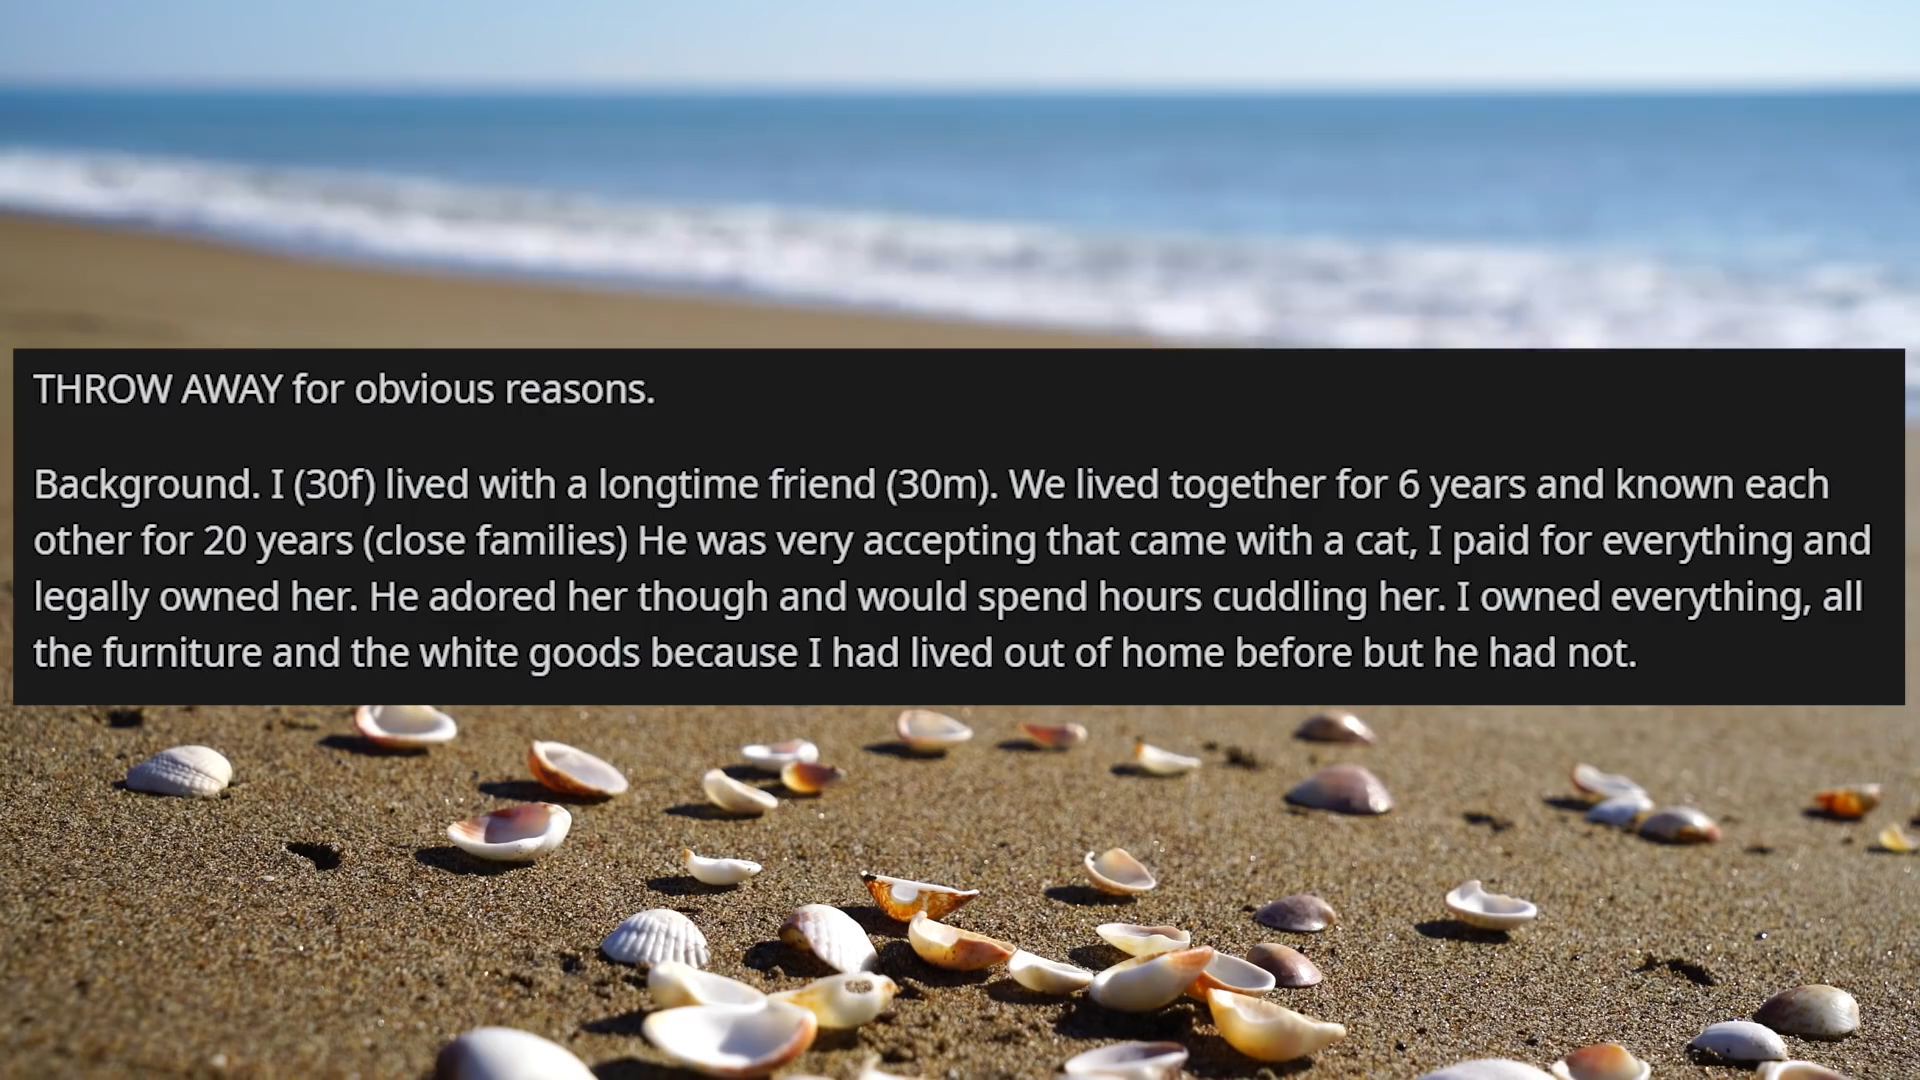 THROW AWAY for obvious reasons.
Background. I (30f) lived with a longtime friend (30m). We lived together for 6 years and known each
other for 20 years (close families) He was very accepting that came with a cat, I paid for everything and
legally owned her. He adored her though and would spend hours cuddling her. I owned everything, all
the furniture and the white goods because I had lived out of home before but he had not.